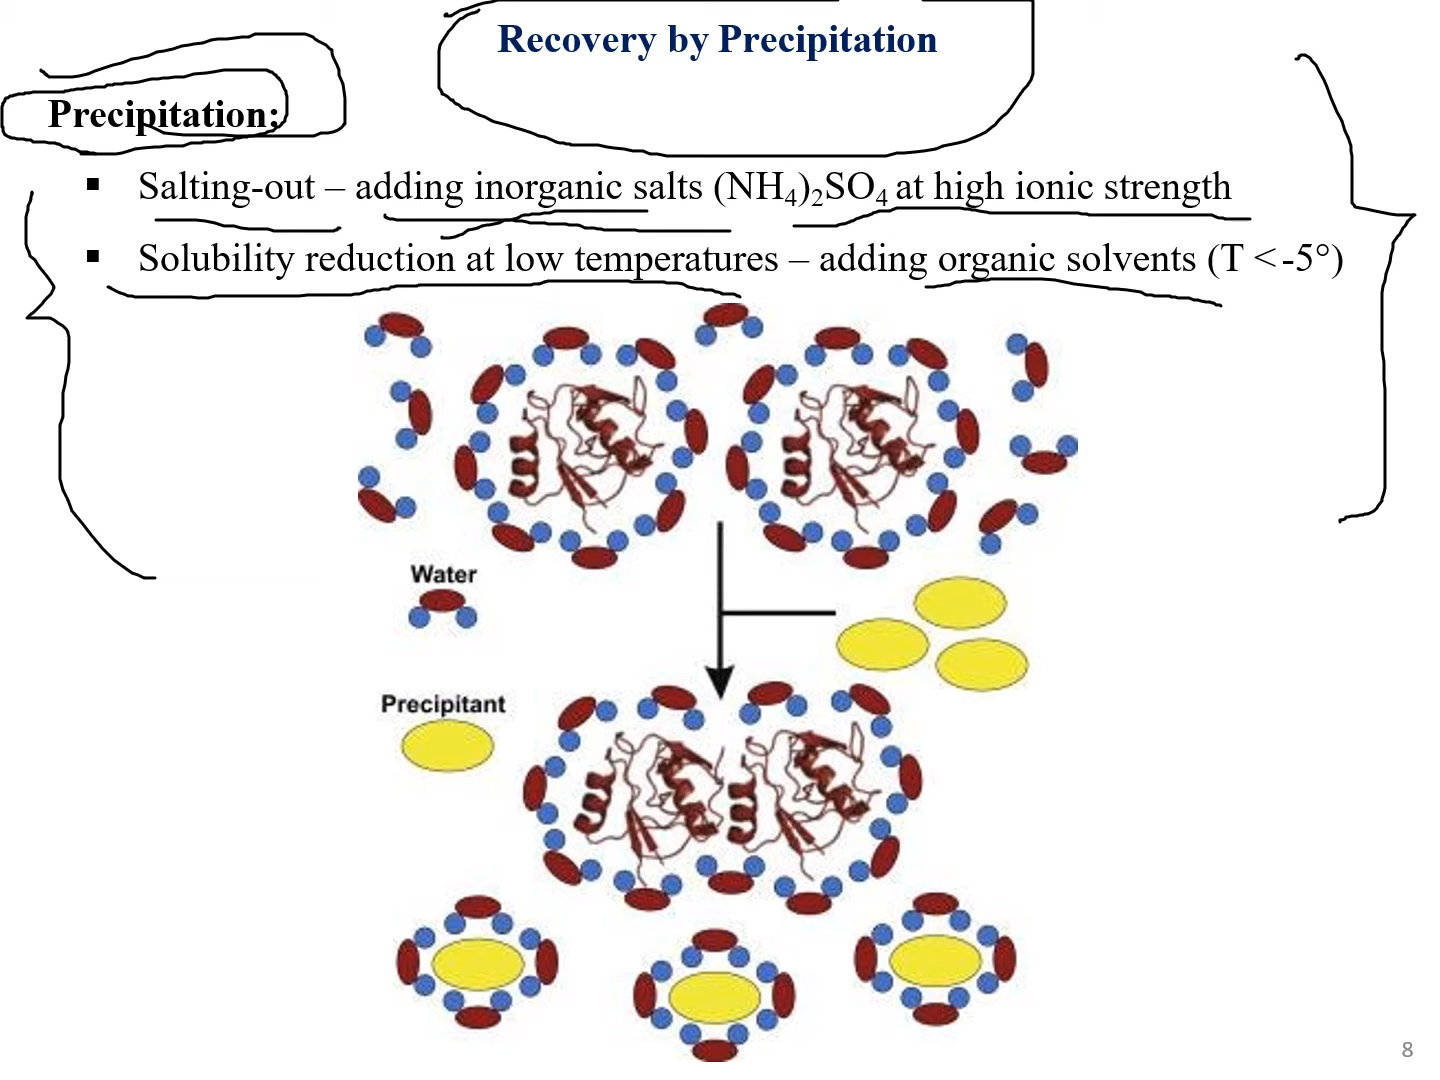 Recovery by Precipitation
Precipitation:
▪ Salting-out – adding inorganic salts (NH₄)₂SO₄ at high ionic strength
▪ Solubility reduction at low temperatures – adding organic solvents (T < -5°)
Water
Precipitant
8